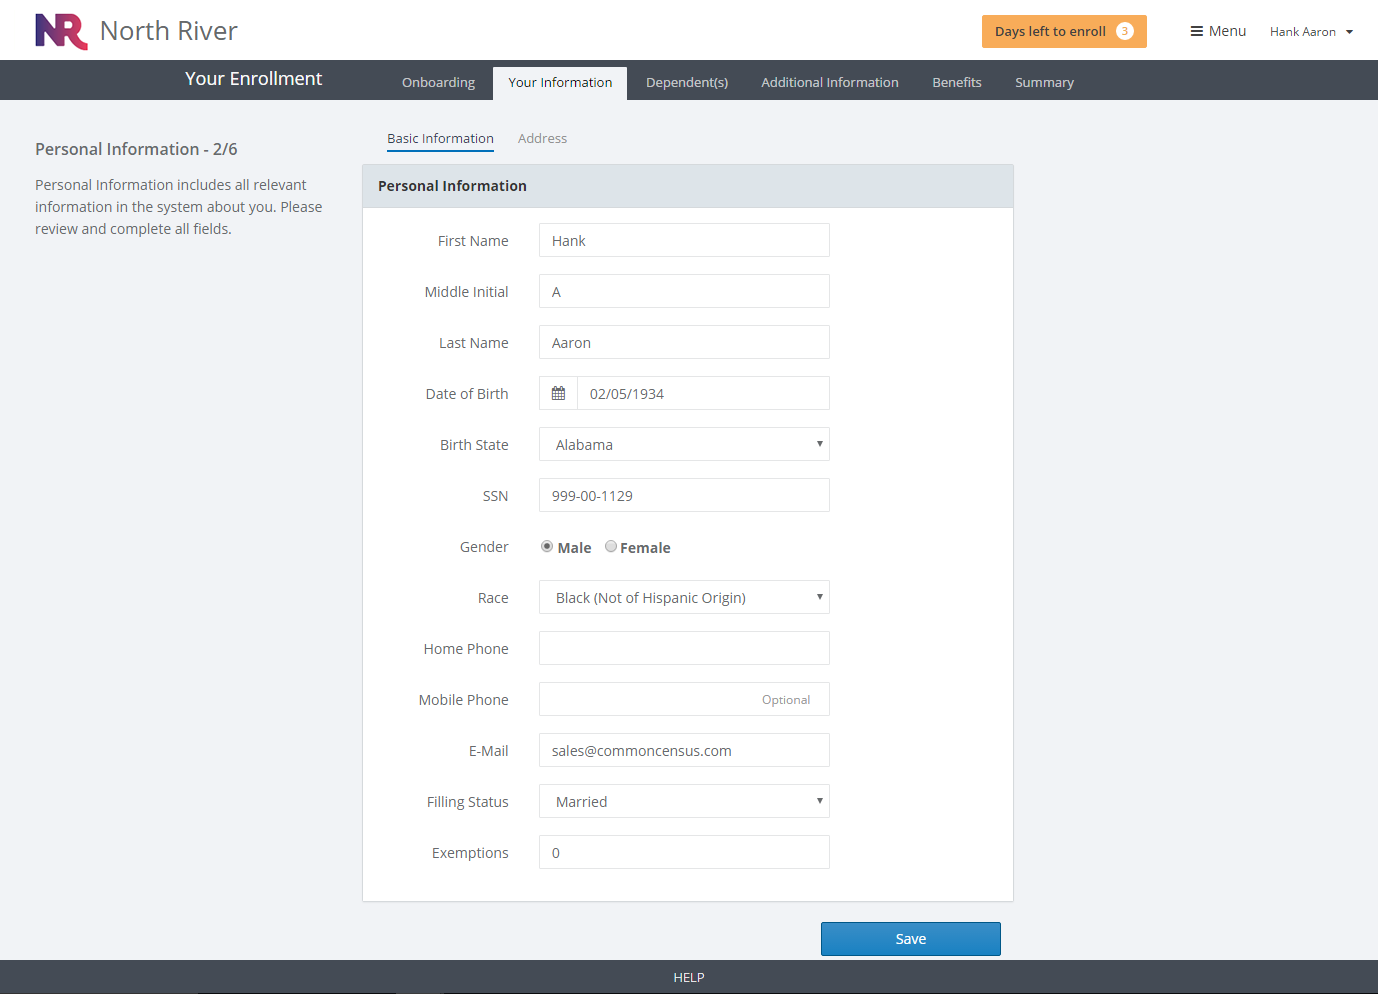 NR North River
Days left to enroll 3
Menu
Hank Aaron
Your Enrollment
Onboarding Your Information Dependent(s) Additional Information Benefits Summary
Personal Information - 2/6
Personal Information includes all relevant
information in the system about you. Please
review and complete all fields.
Basic Information Address
Personal Information
First Name Hank
Middle Initial A
Last Name Aaron
Date of Birth 02/05/1934
Birth State Alabama
SSN 999-00-1129
Gender Male Female
Race Black (Not of Hispanic Origin)
Home Phone
Mobile Phone Optional
E-Mail sales@commoncensus.com
Filling Status Married
Exemptions 0
Save
HELP